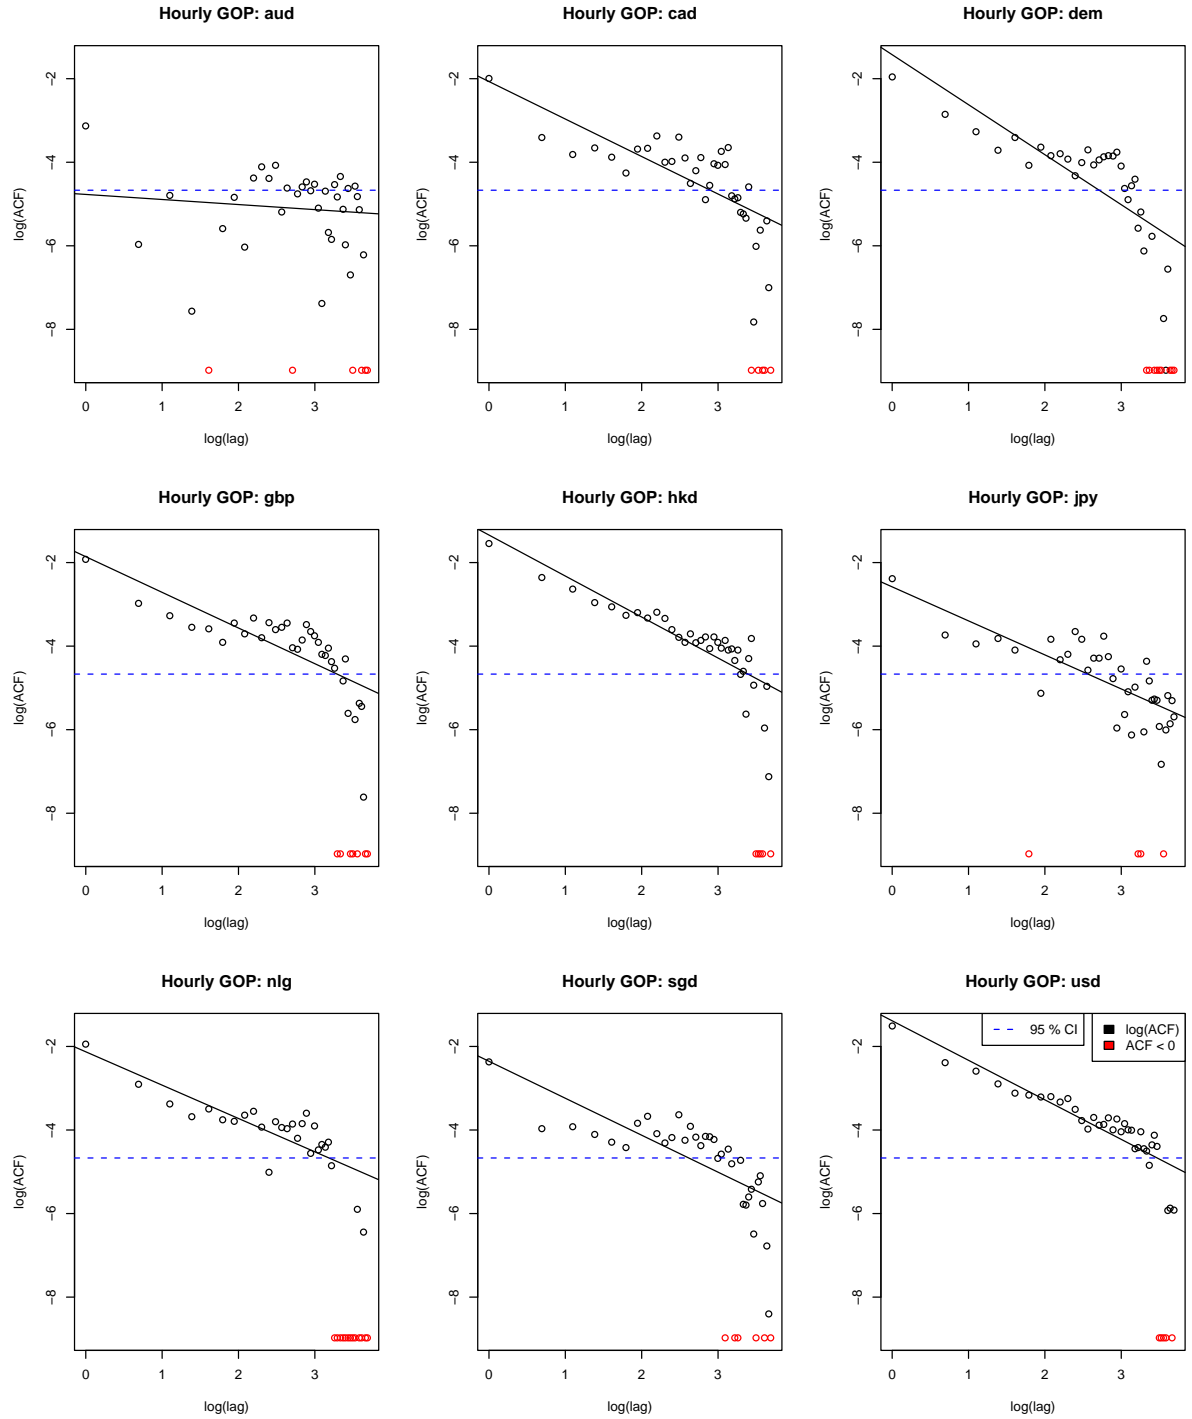 Hourly GOP: aud
log(ACF)
-2
-4
-6
-8
0 1 2 3
log(lag)
Hourly GOP: cad
log(ACF)
-2
-4
-6
-8
0 1 2 3
log(lag)
Hourly GOP: dem
log(ACF)
-2
-4
-6
-8
0 1 2 3
log(lag)
Hourly GOP: gbp
log(ACF)
-2
-4
-6
-8
0 1 2 3
log(lag)
Hourly GOP: hkd
log(ACF)
-2
-4
-6
-8
0 1 2 3
log(lag)
Hourly GOP: jpy
log(ACF)
-2
-4
-6
-8
0 1 2 3
log(lag)
Hourly GOP: nlg
log(ACF)
-2
-4
-6
-8
0 1 2 3
log(lag)
Hourly GOP: sgd
log(ACF)
-2
-4
-6
-8
0 1 2 3
log(lag)
Hourly GOP: usd
95 % CI
log(ACF)
ACF < 0
log(ACF)
-2
-4
-6
-8
0 1 2 3
log(lag)